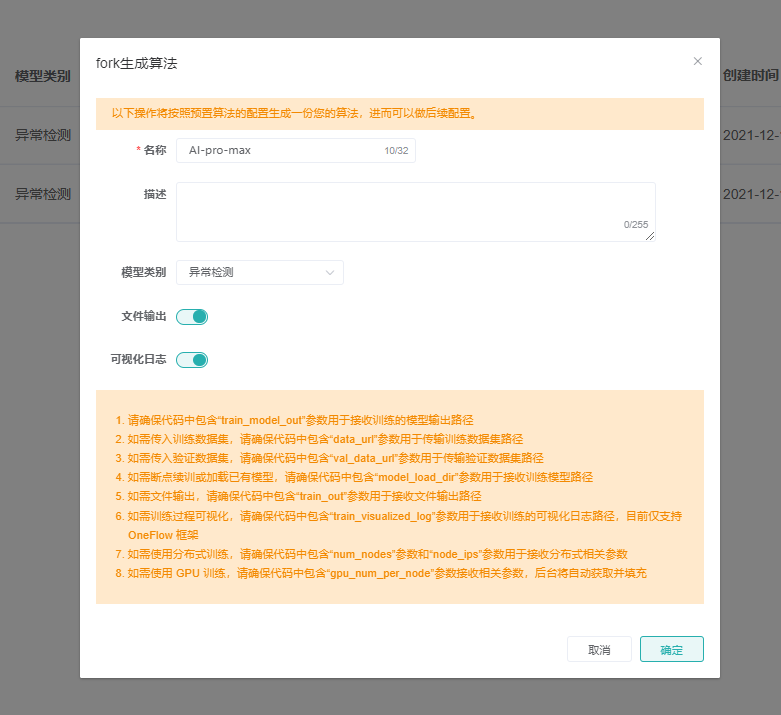 fork生成算法
模型类别
创建时间
以下操作将按照预置算法的配置生成一份您的算法，进而可以做后续配置。
异常检测
2021-12-
* 名称
AI-pro-max
10/32
异常检测
2021-12-
描述
0/255
模型类别
异常检测
文件输出
可视化日志
1. 请确保代码中包含“train_model_out”参数用于接收训练的模型输出路径
2. 如需传入训练数据集，请确保代码中包含“data_url”参数用于传输训练数据集路径
3. 如需传入验证数据集，请确保代码中包含“val_data_url”参数用于传输验证数据集路径
4. 如需断点续训或加载已有模型，请确保代码中包含“model_load_dir”参数用于接收训练模型路径
5. 如需文件输出，请确保代码中包含“train_out”参数用于接收文件输出路径
6. 如需训练过程可视化，请确保代码中包含“train_visualized_log”参数用于接收训练的可视化日志路径，目前仅支持
OneFlow 框架
7. 如需使用分布式训练，请确保代码中包含“num_nodes”参数和“node_ips”参数用于接收分布式相关参数
8. 如需使用 GPU 训练，请确保代码中包含“gpu_num_per_node”参数接收相关参数，后台将自动获取并填充
取消
确定